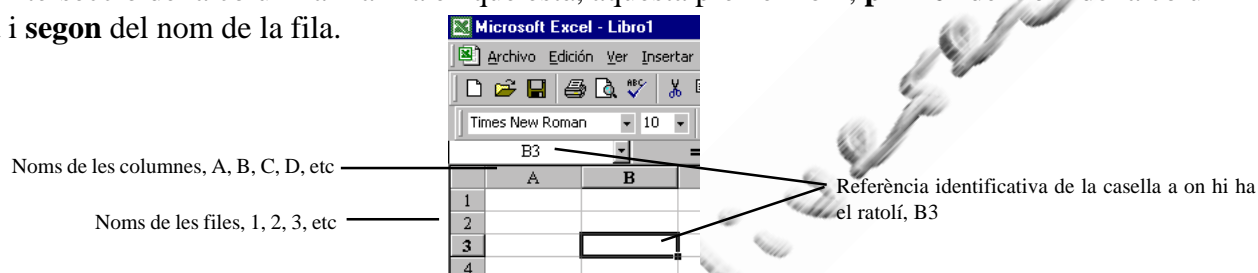 i segon del nom de la fila.
Microsoft Excel - Libro1
Archivo Edición Ver Insertar
Times New Roman 10
B3 =
Noms de les columnes, A, B, C, D, etc
A B
Referència identificativa de la casella a on hi ha
el ratolí, B3
1
Noms de les files, 1, 2, 3, etc
2
3
4